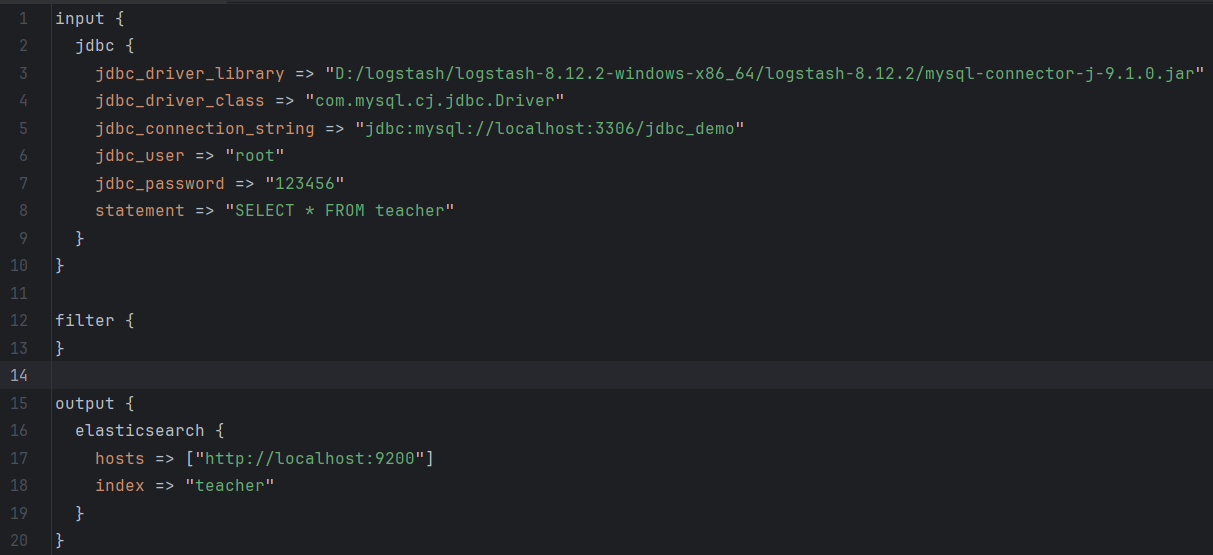 1 input {
2   jdbc {
3     jdbc_driver_library => "D:/logstash/logstash-8.12.2-windows-x86_64/logstash-8.12.2/mysql-connector-j-9.1.0.jar"
4     jdbc_driver_class => "com.mysql.cj.jdbc.Driver"
5     jdbc_connection_string => "jdbc:mysql://localhost:3306/jdbc_demo"
6     jdbc_user => "root"
7     jdbc_password => "123456"
8     statement => "SELECT * FROM teacher"
9   }
10 }
11
12 filter {
13 }
14
15 output {
16   elasticsearch {
17     hosts => ["http://localhost:9200"]
18     index => "teacher"
19   }
20 }